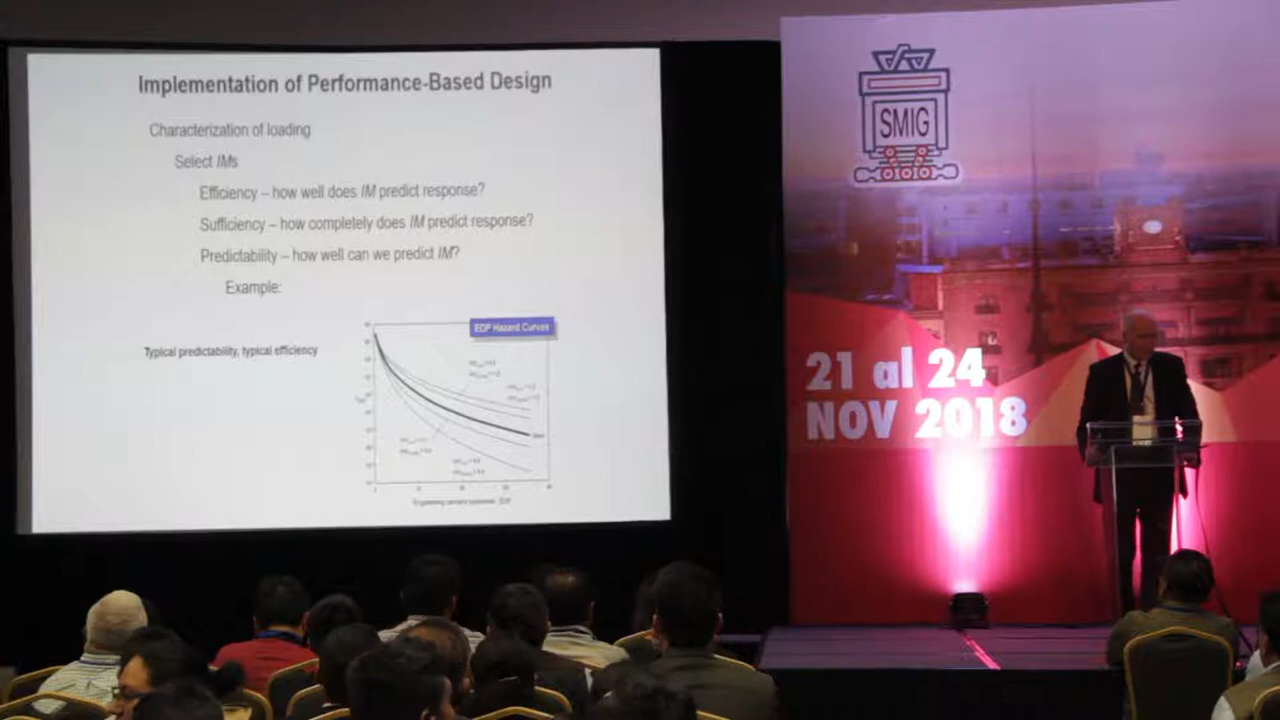 Implementation of Performance-Based Design
Characterization of loading
Select IMs
Efficiency – how well does IM predict response?
Sufficiency – how completely does IM predict response?
Predictability – how well can we predict IM?
Example:
Typical predictability, typical efficiency
EDP Hazard Curves
SMIG
21 al 24
NOV 2018